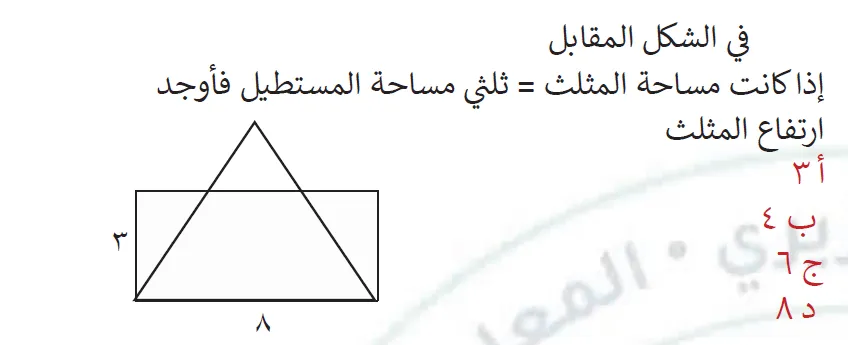 في الشكل المقابل
إذا كانت مساحة المثلث = ثلثي مساحة المستطيل فأوجد
ارتفاع المثلث
أ ٣
ب ٤
ج ٦
د ٨
٣
٨